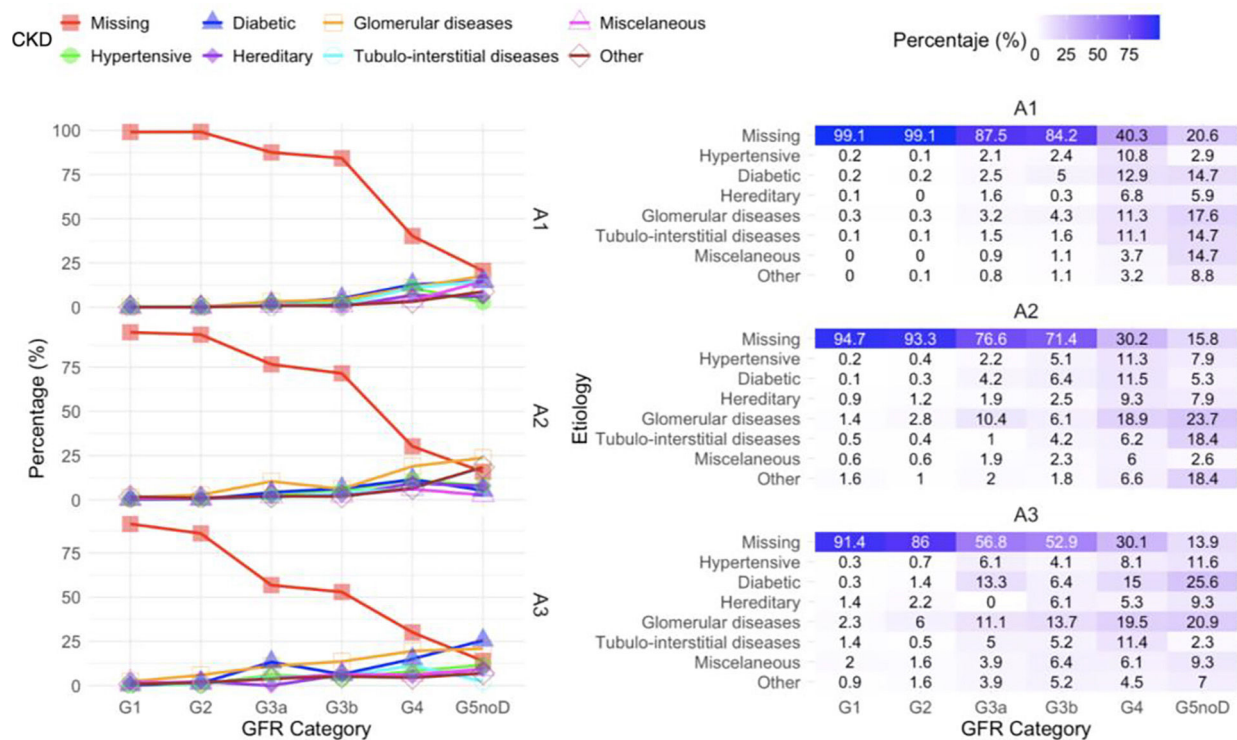 CKD
Missing Diabetic Glomerular diseases Miscelaneous
Hypertensive Hereditary Tubulo-interstitial diseases Other
Percentaje (%)
0 25 50 75
Percentage (%)
100
75
50
25
0
A1
75
50
25
0
A2
75
50
25
0
A3
G1 G2 G3a G3b G4 G5noD
GFR Category
Etiology
A1
Missing 99.1 99.1 87.5 84.2 40.3 20.6
Hypertensive 0.2 0.1 2.1 2.4 10.8 2.9
Diabetic 0.2 0.2 2.5 5 12.9 14.7
Hereditary 0.1 0 1.6 0.3 6.8 5.9
Glomerular diseases 0.3 0.3 3.2 4.3 11.3 17.6
Tubulo-interstitial diseases 0.1 0.1 1.5 1.6 11.1 14.7
Miscelaneous 0 0 0.9 1.1 3.7 14.7
Other 0 0.1 0.8 1.1 3.2 8.8
A2
Missing 94.7 93.3 76.6 71.4 30.2 15.8
Hypertensive 0.2 0.4 2.2 5.1 11.3 7.9
Diabetic 0.1 0.3 4.2 6.4 11.5 5.3
Hereditary 0.9 1.2 1.9 2.5 9.3 7.9
Glomerular diseases 1.4 2.8 10.4 6.1 18.9 23.7
Tubulo-interstitial diseases 0.5 0.4 1 4.2 6.2 18.4
Miscelaneous 0.6 0.6 1.9 2.3 6 2.6
Other 1.6 1 2 1.8 6.6 18.4
A3
Missing 91.4 86 56.8 52.9 30.1 13.9
Hypertensive 0.3 0.7 6.1 4.1 8.1 11.6
Diabetic 0.3 1.4 13.3 6.4 15 25.6
Hereditary 1.4 2.2 0 6.1 5.3 9.3
Glomerular diseases 2.3 6 11.1 13.7 19.5 20.9
Tubulo-interstitial diseases 1.4 0.5 5 5.2 11.4 2.3
Miscelaneous 2 1.6 3.9 6.4 6.1 9.3
Other 0.9 1.6 3.9 5.2 4.5 7
G1 G2 G3a G3b G4 G5noD
GFR Category